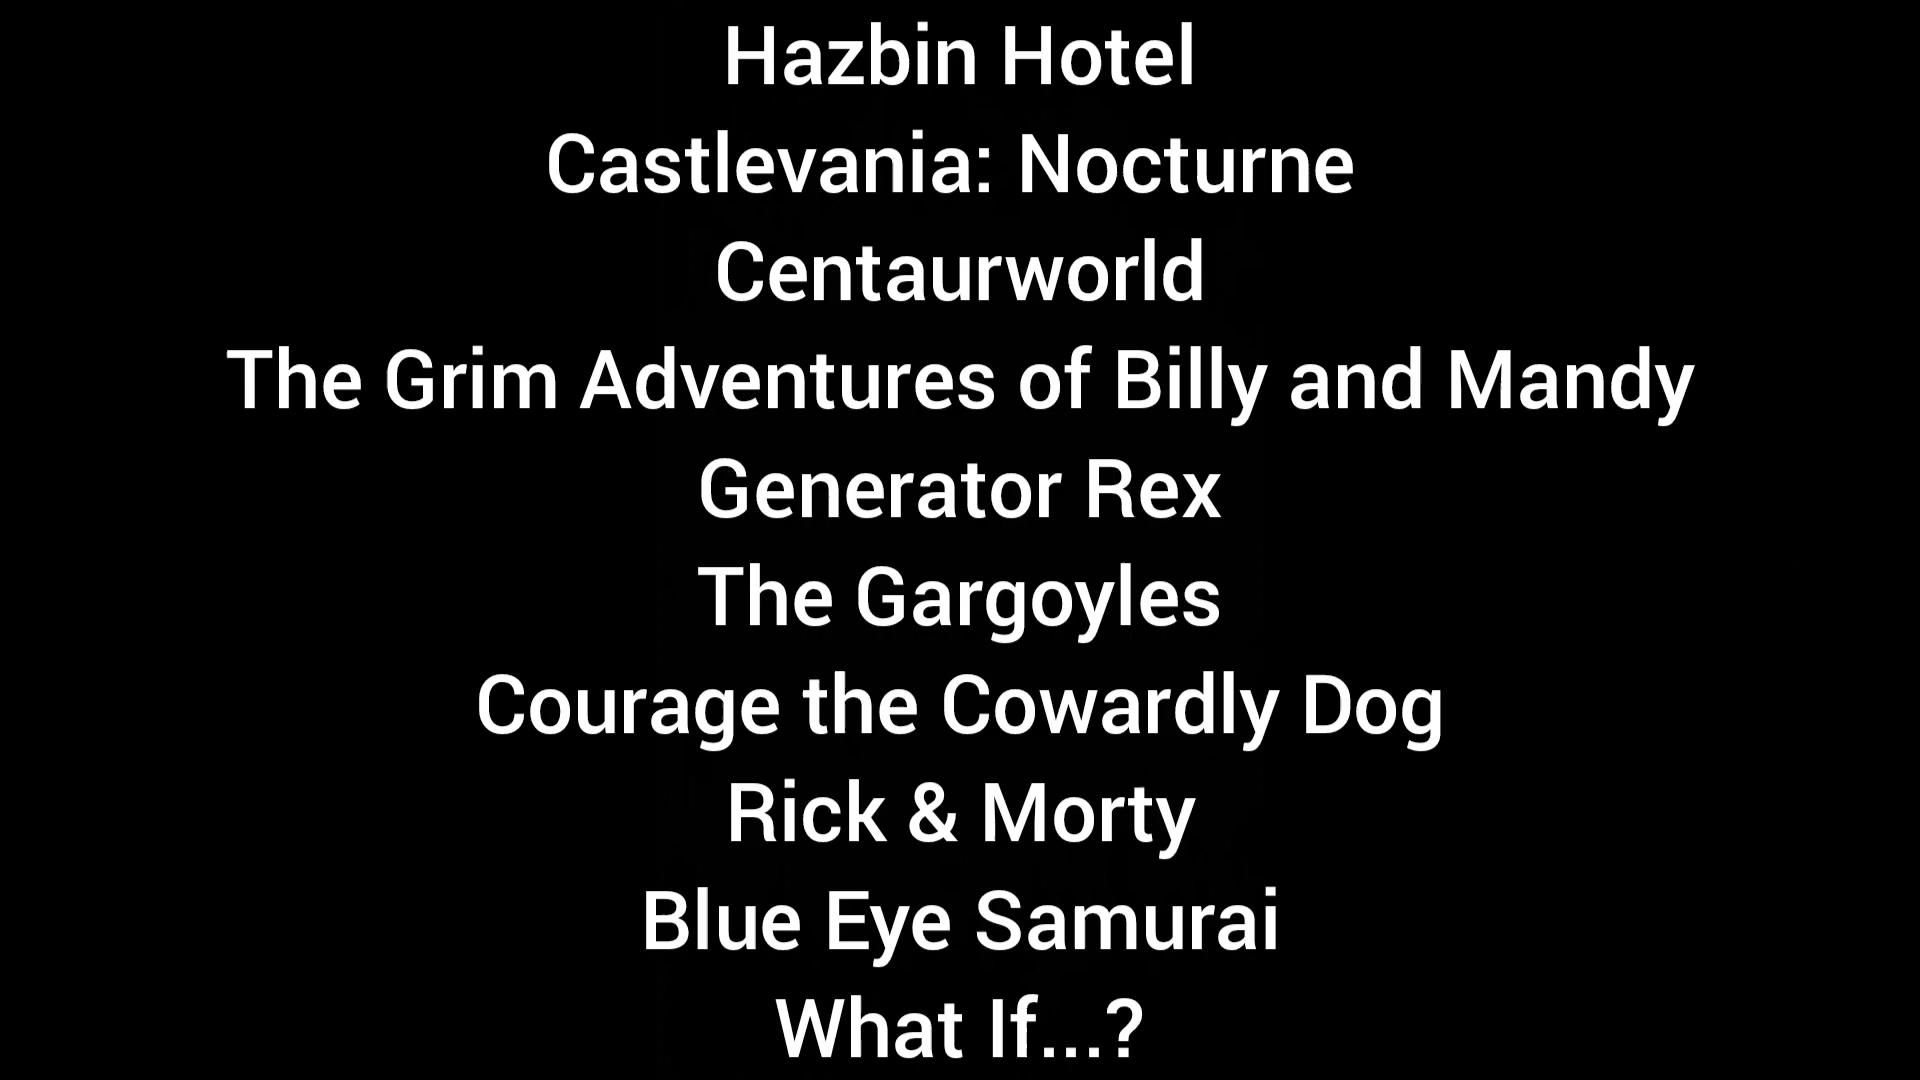 Hazbin Hotel
Castlevania: Nocturne
Centaurworld
The Grim Adventures of Billy and Mandy
Generator Rex
The Gargoyles
Courage the Cowardly Dog
Rick & Morty
Blue Eye Samurai
What If...?